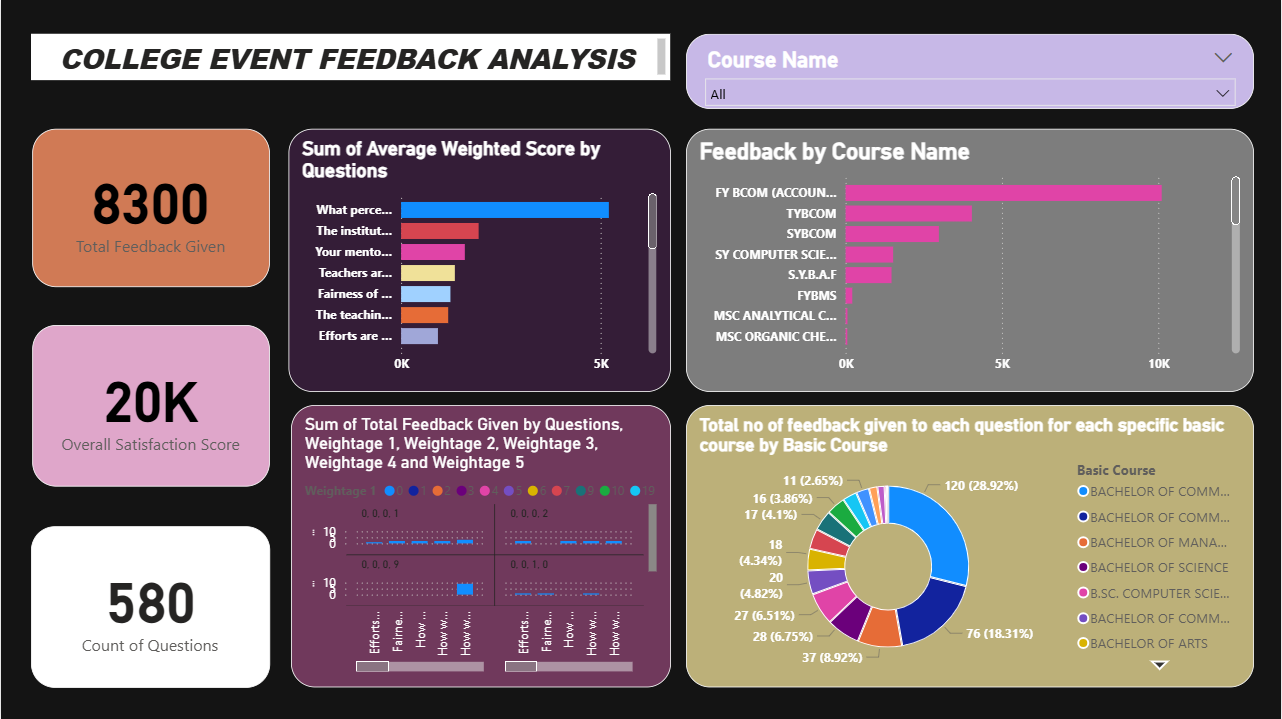 COLLEGE EVENT FEEDBACK ANALYSIS
Course Name
All
8300
Total Feedback Given
20K
Overall Satisfaction Score
580
Count of Questions
Sum of Average Weighted Score by
Questions
What perce...
The institut...
Your mento...
Teachers ar...
Fairness of ...
The teachin...
Efforts are ...
0K 5K
Feedback by Course Name
FY BCOM (ACCOUN...
TYBCOM
SYBCOM
SY COMPUTER SCIE...
S.Y.B.A.F
FYBMS
MSC ANALYTICAL C...
MSC ORGANIC CHE...
0K 5K 10K
Sum of Total Feedback Given by Questions,
Weightage 1, Weightage 2, Weightage 3,
Weightage 4 and Weightage 5
Weightage 1 0 1 2 3 4 5 6 7 9 10 19
0, 0, 0, 1 0, 0, 0, 2
10
5
0
0, 0, 0, 9 0, 0, 1, 0
10
5
0
Efforts... Fairne... How ... How w... How w... Efforts... Fairne... How ... How w... How w...
Total no of feedback given to each question for each specific basic
course by Basic Course
120 (28.92%)
76 (18.31%)
37 (8.92%)
28 (6.75%)
27 (6.51%)
20
(4.82%)
18
(4.34%)
17 (4.1%)
16 (3.86%)
11 (2.65%)
Basic Course
BACHELOR OF COMM...
BACHELOR OF COMM...
BACHELOR OF MANA...
BACHELOR OF SCIENCE
B.SC. COMPUTER SCIE...
BACHELOR OF COMM...
BACHELOR OF ARTS